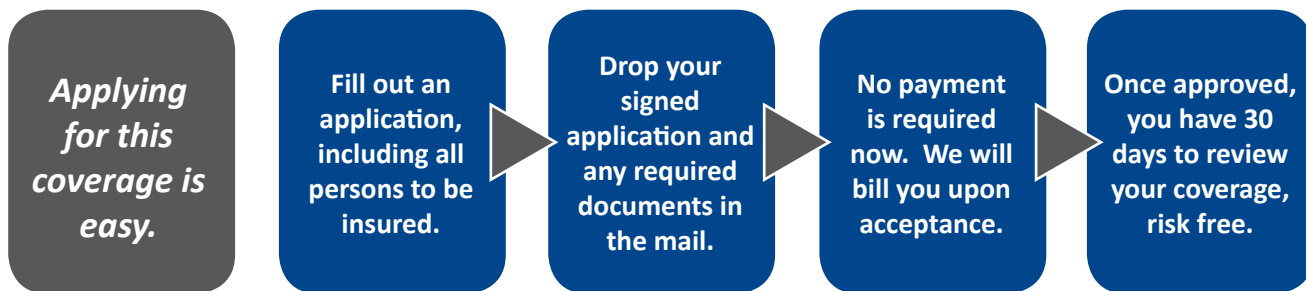 Applying
for this
coverage is
easy.
Fill out an
application,
including all
persons to be
insured.
Drop your
signed
application and
any required
documents in
the mail.
No payment
is required
now.  We will
bill you upon
acceptance.
Once approved,
you have 30
days to review
your coverage,
risk free.